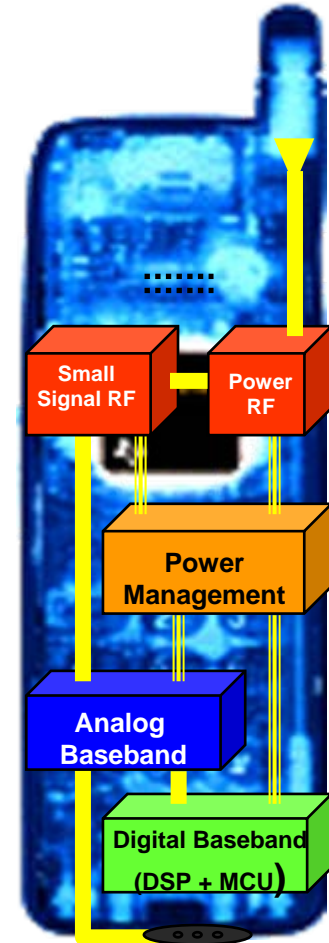 Small
Signal RF
Power
RF
Power
Management
Analog
Baseband
Digital Baseband
(DSP + MCU)